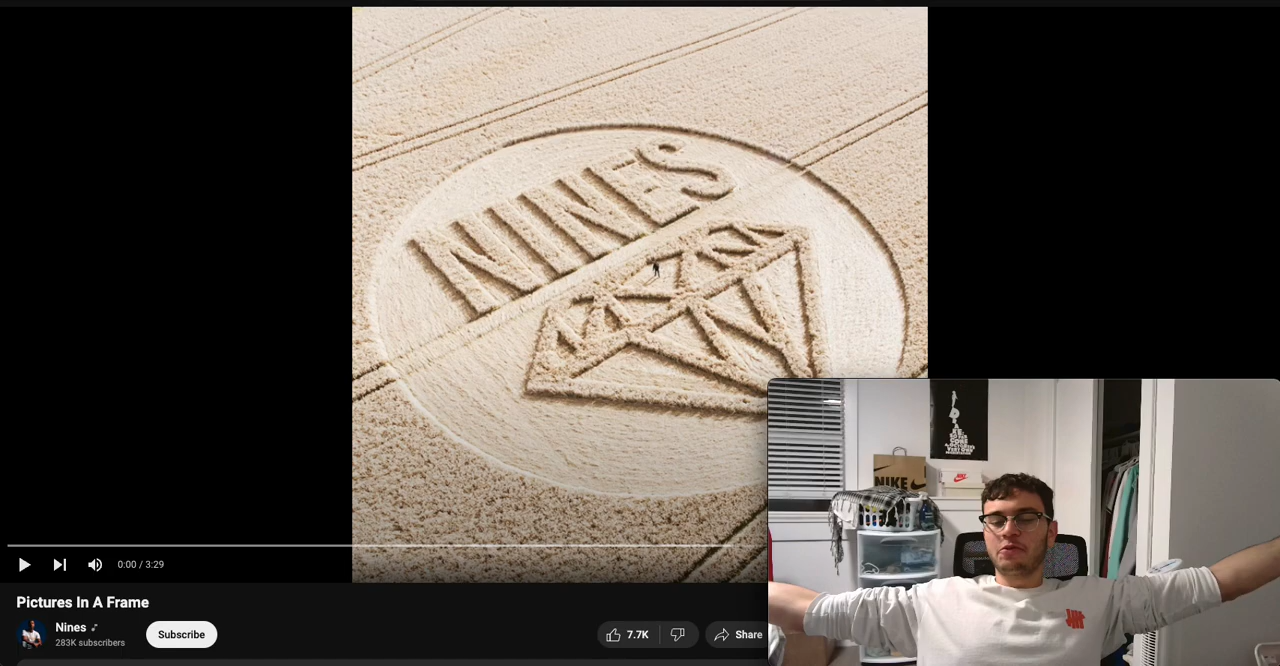 NINES
0:00 / 3:29
Pictures In A Frame
Nines
283K subscribers
Subscribe
7.7K
Share
NIKE